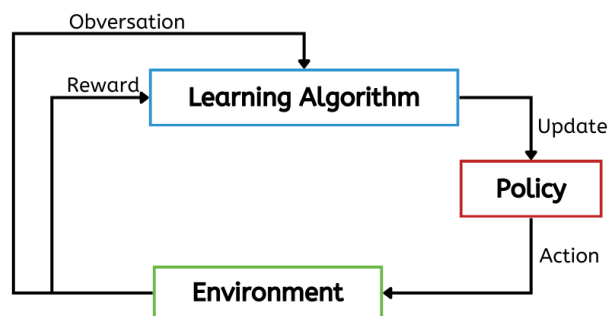 Obversation
Reward
Learning Algorithm
Update
Policy
Action
Environment